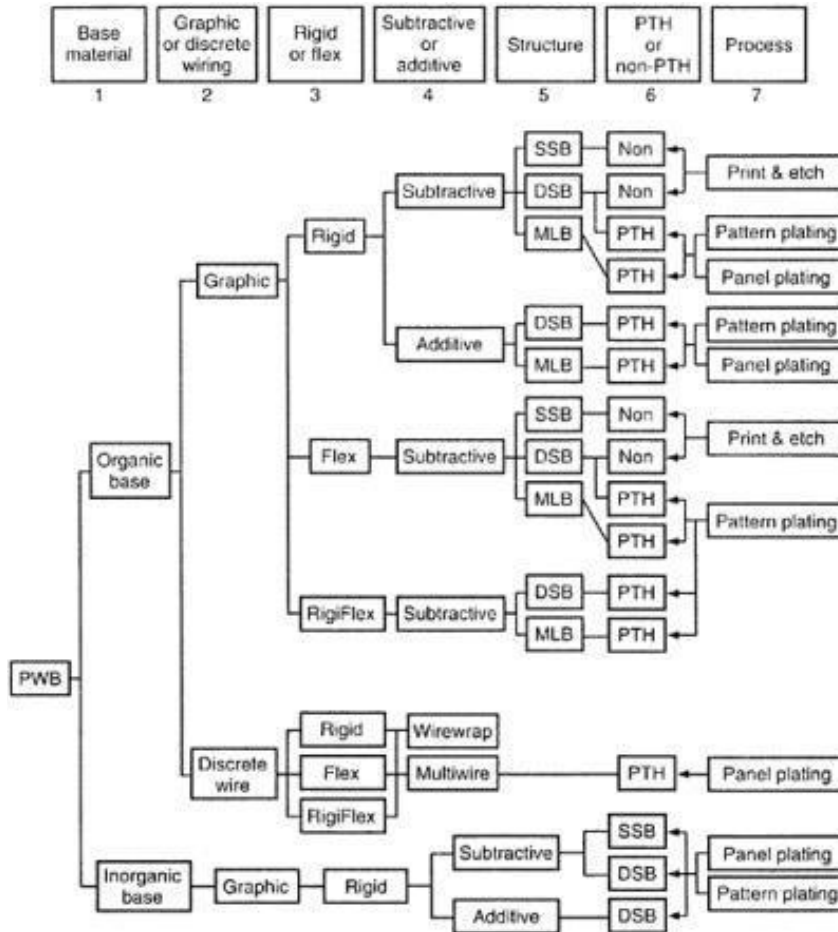 Base
material
Graphic
or discrete
wiring
Rigid
or flex
Subtractive
or
additive
Structure
PTH
or
non-PTH
Process
1
2
3
4
5
6
7
SSB
Non
Print & etch
Subtractive
DSB
Non
Rigid
MLB
PTH
Pattern plating
Graphic
PTH
Panel plating
DSB
PTH
Pattern plating
Additive
MLB
PTH
Panel plating
SSB
Non
Print & etch
Organic
base
Flex
Subtractive
DSB
Non
MLB
PTH
PTH
Pattern plating
DSB
PTH
RigiFlex
Subtractive
MLB
PTH
PWB
Rigid
Wirewrap
Discrete
wire
Flex
Multiwire
PTH
Panel plating
RigiFlex
SSB
Subtractive
Panel plating
Inorganic
base
Graphic
Rigid
DSB
Pattern plating
Additive
DSB